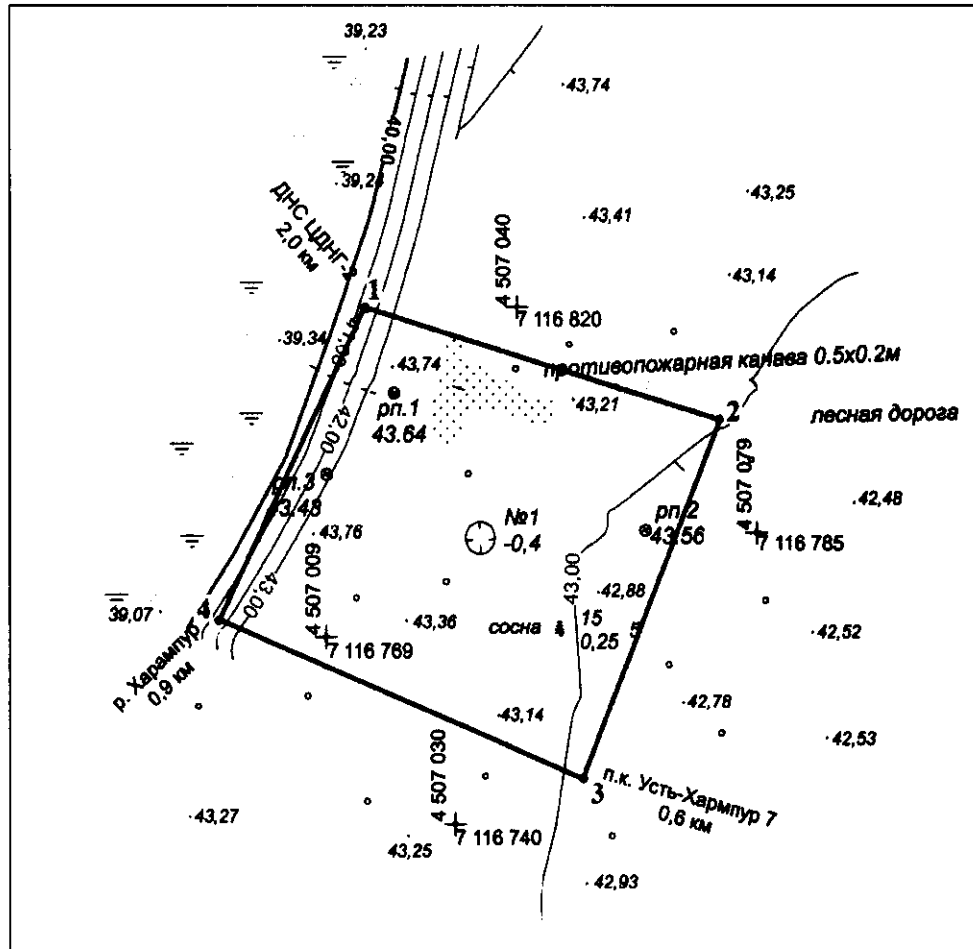 39,23
43,74
40,00
39,24
43,25
43,41
ДНС ЦДНГ-
2,0 км
4 507 040
43,14
1
7 116 820
39,34
противопожарная канава 0.5x0.2м
43,74
43,21
рп.1
43.64
42,00
2
лесная дорога
4 507 079
рп.3
43,48
42,48
№1
-0,4
рп.2
43,56
43,76
7 116 785
4 507 009
43,00
43,00
42,88
39,07
4
43,36
сосна
15
0,25
5
42,52
7 116 769
р. Харампур
0,9 км
42,78
43,14
42,53
3
п.к. Усть-Хармпур 7
0,6 км
4 507 030
43,27
43,25
7 116 740
42,93